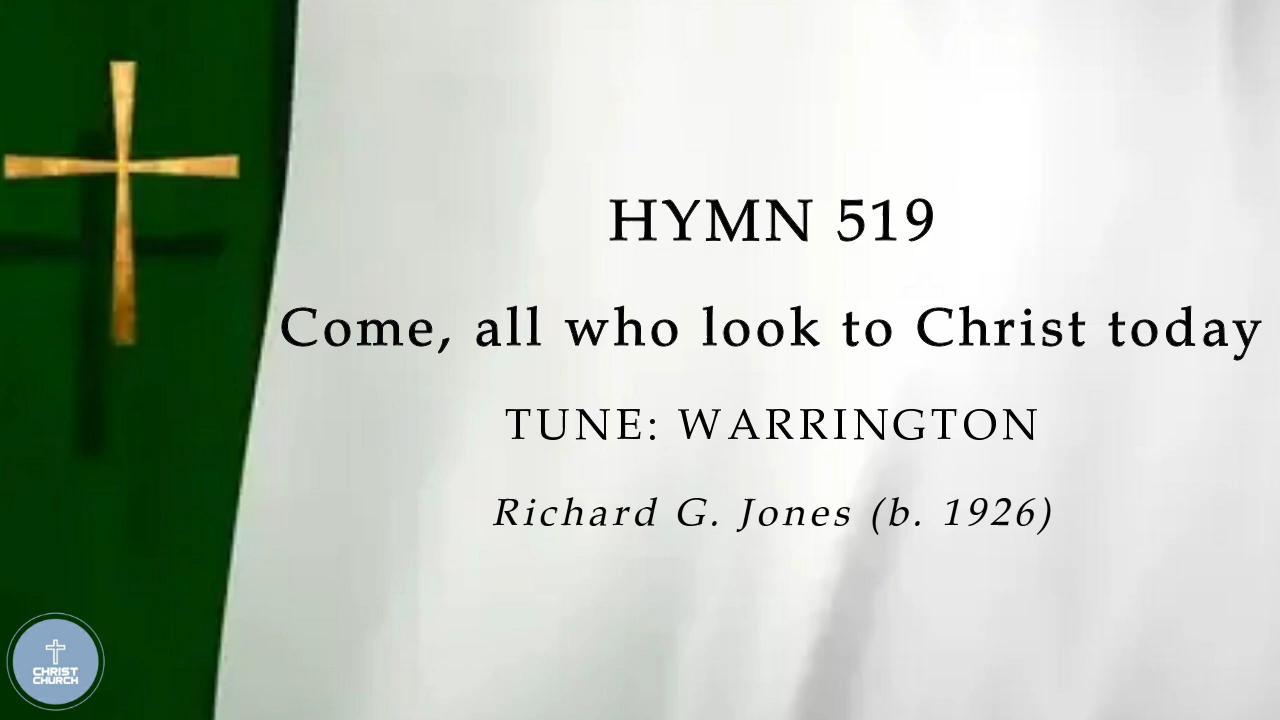 HYMN 519
Come, all who look to Christ today
TUNE: WARRINGTON
Richard G. Jones (b. 1926)
CHRIST
CHURCH